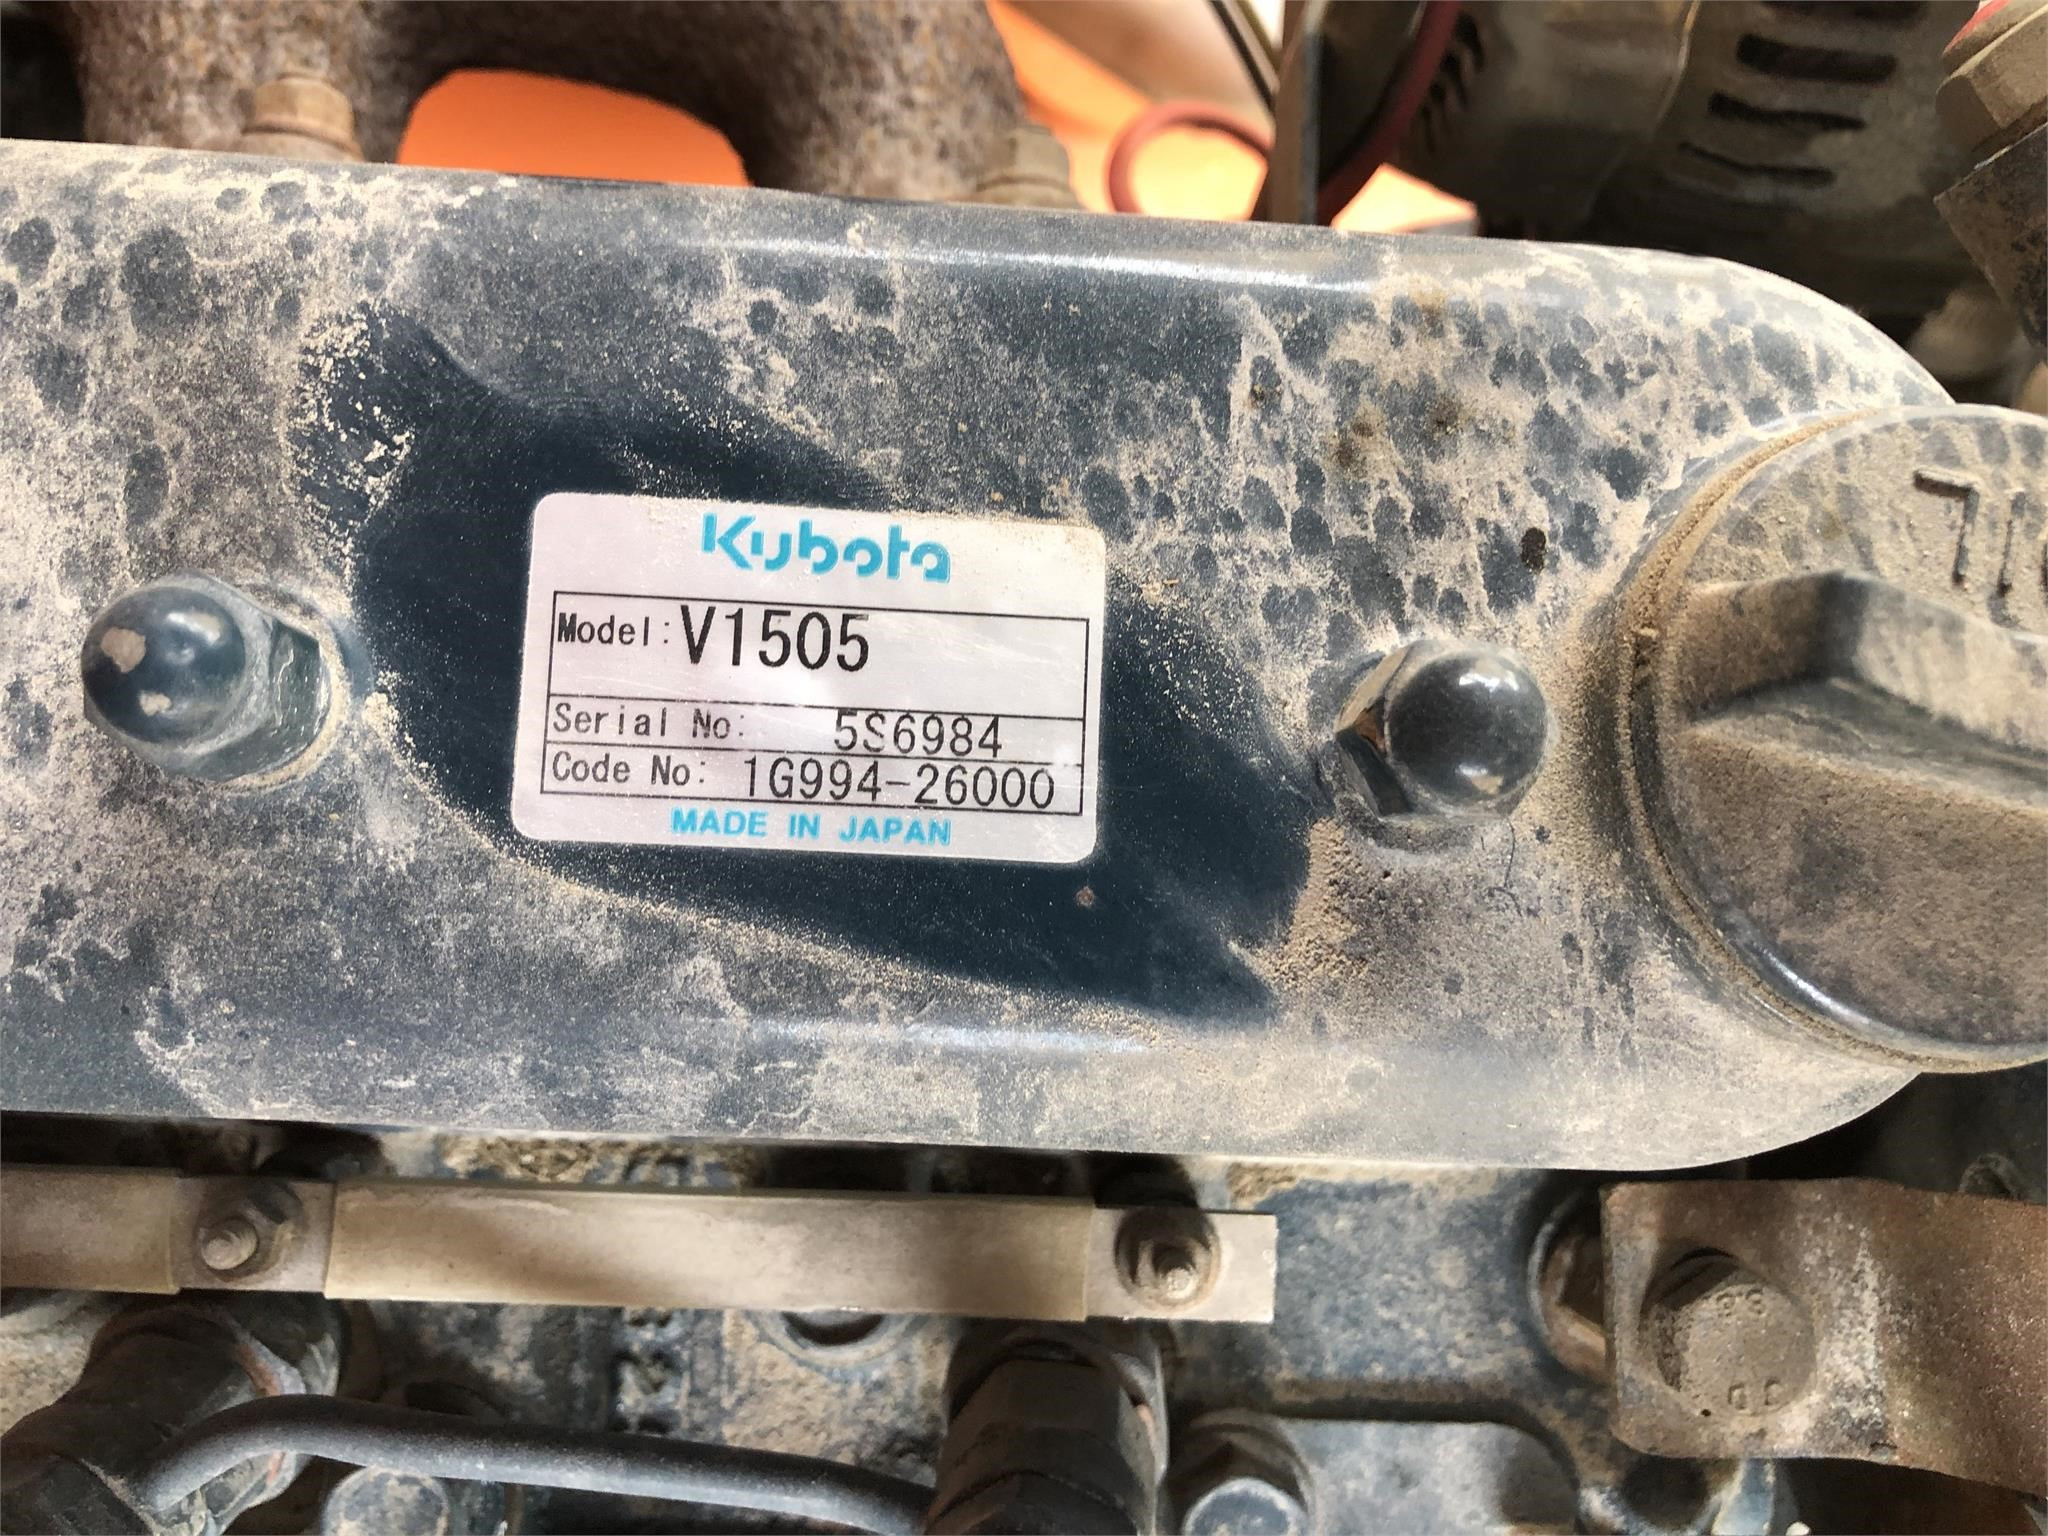 Kubota
Model: V1505
Serial No: 5S6984
Code No: 1G994-26000
MADE IN JAPAN